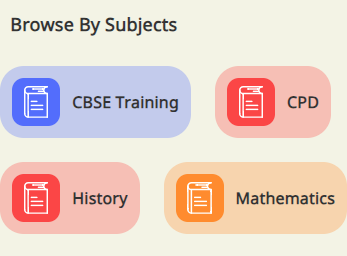 Browse By Subjects
CBSE Training
CPD
History
Mathematics